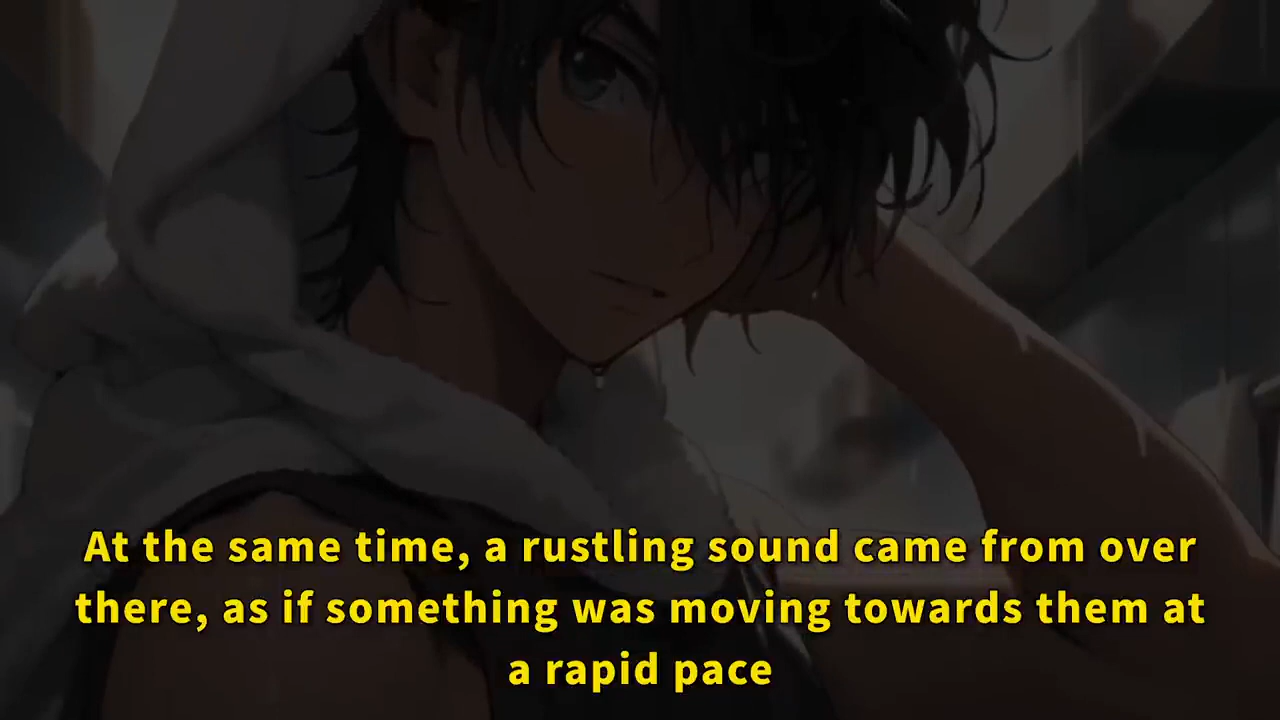 At the same time, a rustling sound came from over
there, as if something was moving towards them at
a rapid pace